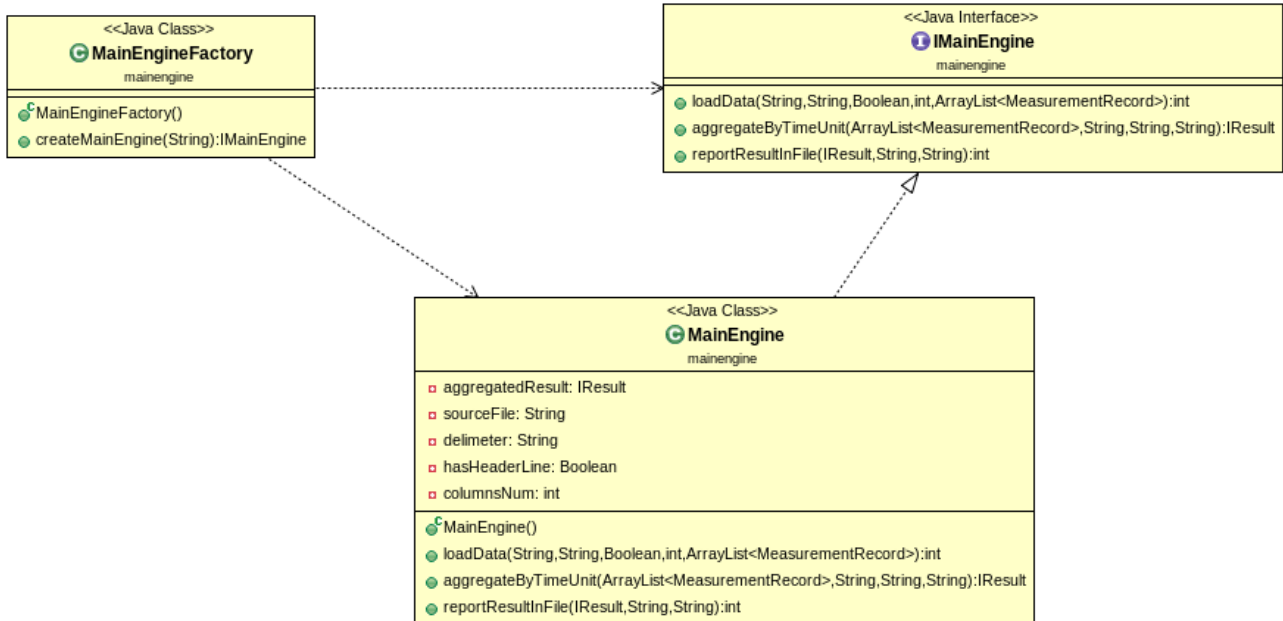 <<Java Class>>
MainEngineFactory
mainengine
MainEngineFactory()
createMainEngine(String):IMainEngine
<<Java Interface>>
IMainEngine
mainengine
loadData(String,String,Boolean,int,ArrayList<MeasurementRecord>):int
aggregateByTimeUnit(ArrayList<MeasurementRecord>,String,String,String):IResult
reportResultInFile(IResult,String,String):int
<<Java Class>>
MainEngine
mainengine
aggregatedResult: IResult
sourceFile: String
delimeter: String
hasHeaderLine: Boolean
columnsNum: int
MainEngine()
loadData(String,String,Boolean,int,ArrayList<MeasurementRecord>):int
aggregateByTimeUnit(ArrayList<MeasurementRecord>,String,String,String):IResult
reportResultInFile(IResult,String,String):int